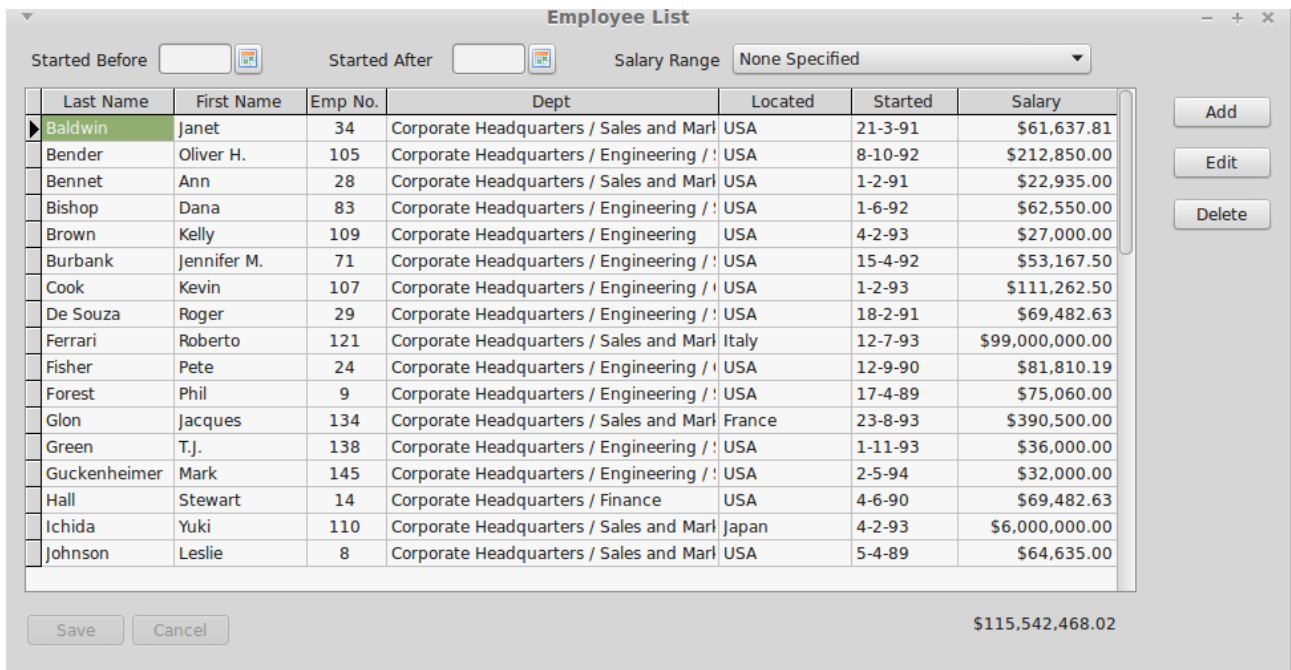 Employee List
Started Before Started After Salary Range None Specified
Last Name First Name Emp No. Dept Located Started Salary
Baldwin Janet 34 Corporate Headquarters / Sales and Mark USA 21-3-91 $61,637.81
Bender Oliver H. 105 Corporate Headquarters / Engineering / USA 8-10-92 $212,850.00
Bennet Ann 28 Corporate Headquarters / Sales and Mark USA 1-2-91 $22,935.00
Bishop Dana 83 Corporate Headquarters / Engineering / USA 1-6-92 $62,550.00
Brown Kelly 109 Corporate Headquarters / Engineering USA 4-2-93 $27,000.00
Burbank Jennifer M. 71 Corporate Headquarters / Engineering / USA 15-4-92 $53,167.50
Cook Kevin 107 Corporate Headquarters / Engineering / USA 1-2-93 $111,262.50
De Souza Roger 29 Corporate Headquarters / Engineering / USA 18-2-91 $69,482.63
Ferrari Roberto 121 Corporate Headquarters / Sales and Mark Italy 12-7-93 $99,000,000.00
Fisher Pete 24 Corporate Headquarters / Engineering / USA 12-9-90 $81,810.19
Forest Phil 9 Corporate Headquarters / Engineering / USA 17-4-89 $75,060.00
Glon Jacques 134 Corporate Headquarters / Sales and Mark France 23-8-93 $390,500.00
Green T.J. 138 Corporate Headquarters / Engineering / USA 1-11-93 $36,000.00
Guckenheimer Mark 145 Corporate Headquarters / Engineering / USA 2-5-94 $32,000.00
Hall Stewart 14 Corporate Headquarters / Finance USA 4-6-90 $69,482.63
Ichida Yuki 110 Corporate Headquarters / Sales and Mark Japan 4-2-93 $6,000,000.00
Johnson Leslie 8 Corporate Headquarters / Sales and Mark USA 5-4-89 $64,635.00
Add
Edit
Delete
Save Cancel $115,542,468.02